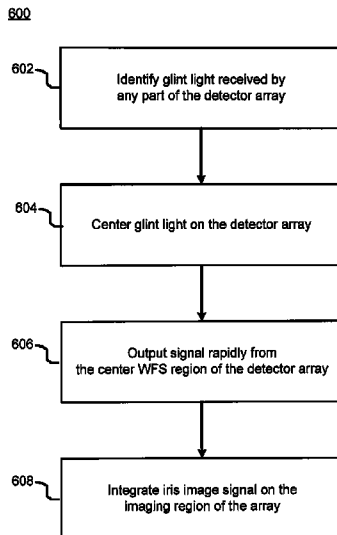 600
602
Identify glint light received by
any part of the detector array
604
Center glint light on the detector array
606
Output signal rapidly from
the center WFS region of the detector array
608
Integrate iris image signal on the
imaging region of the array